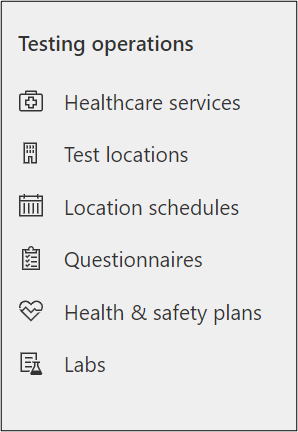 Testing operations
Healthcare services
Test locations
Location schedules
Questionnaires
Health & safety plans
Labs